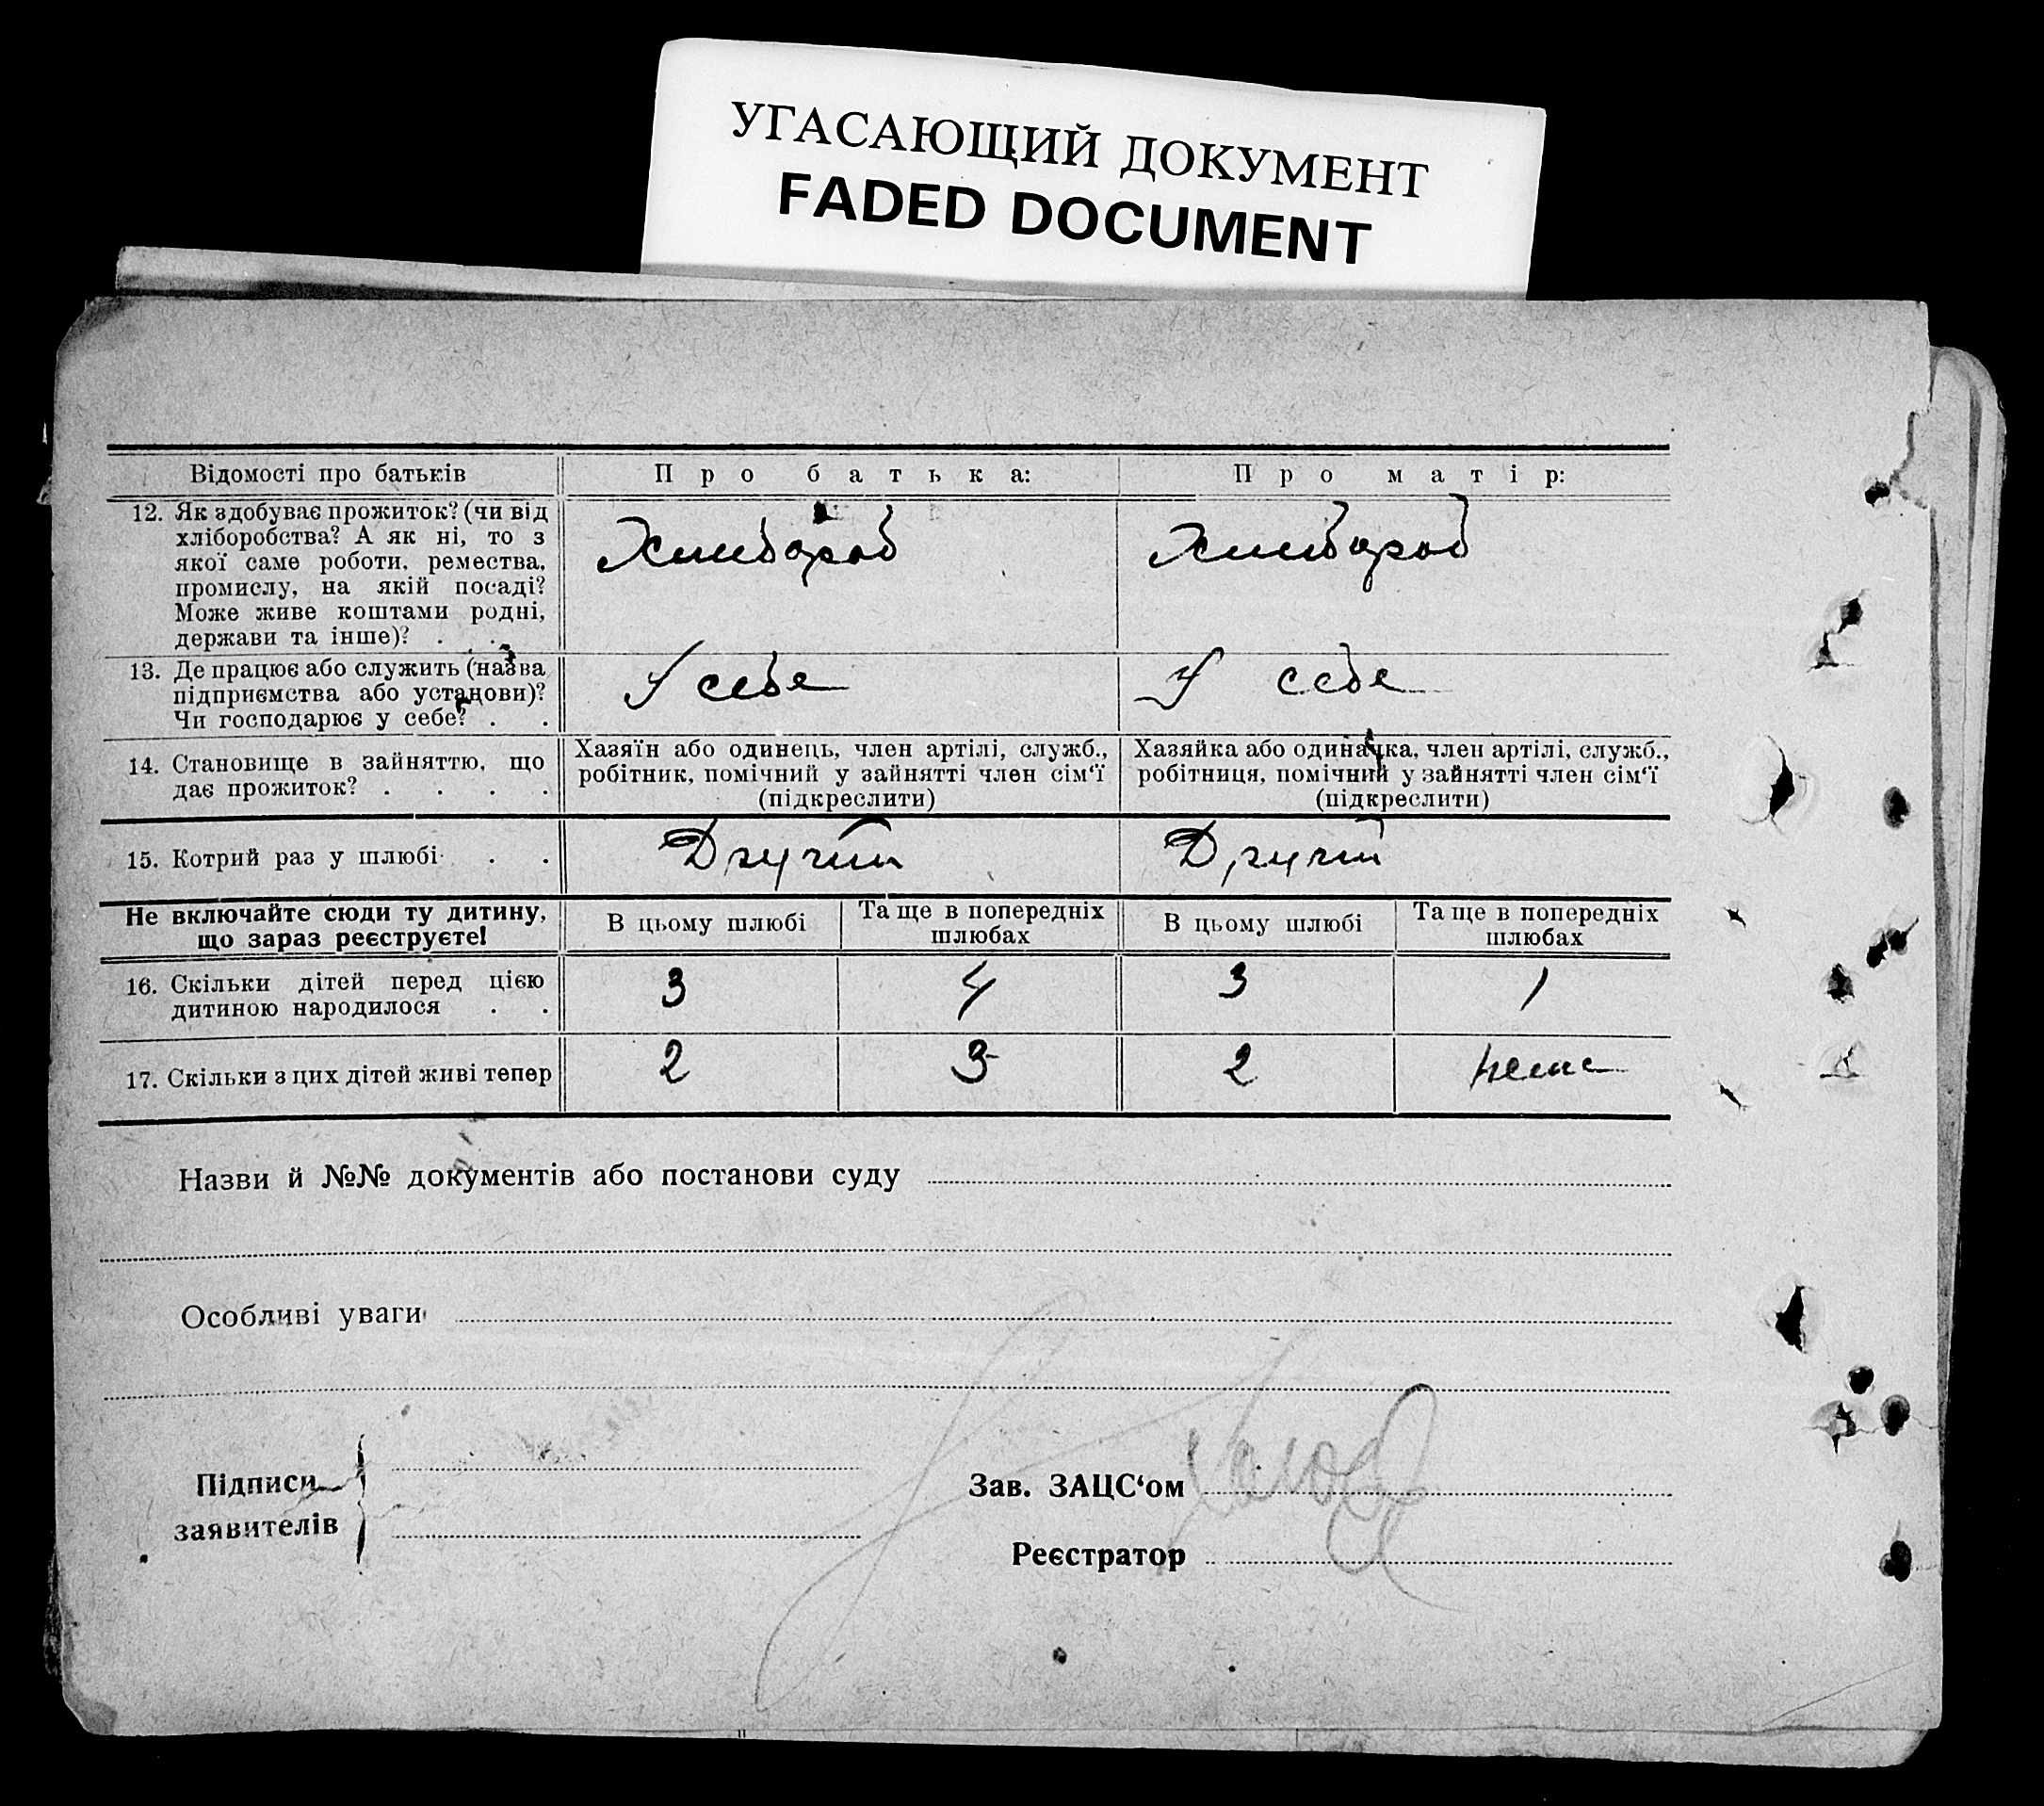 УГАСАЮЩИЙ ДОКУМЕНТ
FADED DOCUMENT
Відомості про батьків
Про батька:
Про матір:
12. Як здобуває прожиток? (чи від
хліборобства? А як ні, то з
якої саме роботи, ремества,
промислу, на якій посаді?
Може живе коштами родні,
держави та інше)? . . .
Хлибороб
Хлибороб
13. Де працює або служить (назва
підприємства або установи)?
Чи господарює у себе? . .
У себе
У себе
14. Становище в зайняттю, що
дає прожиток? . . . .
Хазяїн або одинець, член артілі, служб.,
робітник, помічний у зайнятті член сім'ї
(підкреслити)
Хазяйка або одиначка, член артілі, служб.,
робітниця, помічний у зайнятті член сім'ї
(підкреслити)
15. Котрий раз у шлюбі . .
Другий
Другий
Не включайте сюди ту дитину,
що зараз реєструєте!
В цьому шлюбі
Та ще в попередніх
шлюбах
В цьому шлюбі
Та ще в попередніх
шлюбах
16. Скільки дітей перед цією
дитиною народилося . .
3
4
3
1
17. Скільки з цих дітей живі тепер
2
3
2
нема
Назви й №№ документів або постанови суду
Особливі уваги
Підписи
заявителів
Зав. ЗАЦС'ом
Реєстратор